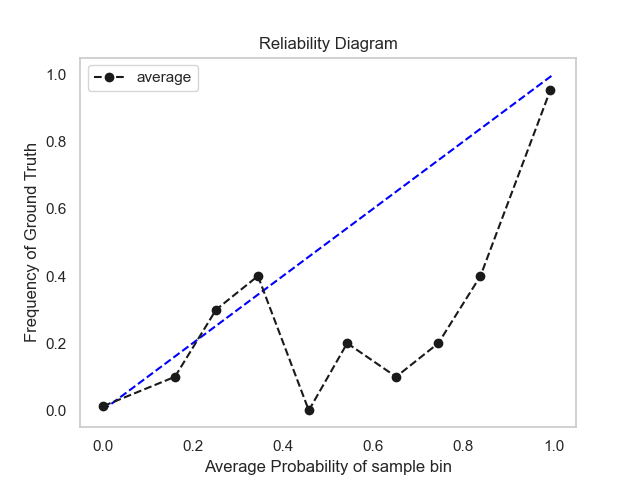 Reliability Diagram
average
1.0
0.8
0.6
0.4
0.2
0.0
Frequency of Ground Truth
0.0 0.2 0.4 0.6 0.8 1.0
Average Probability of sample bin